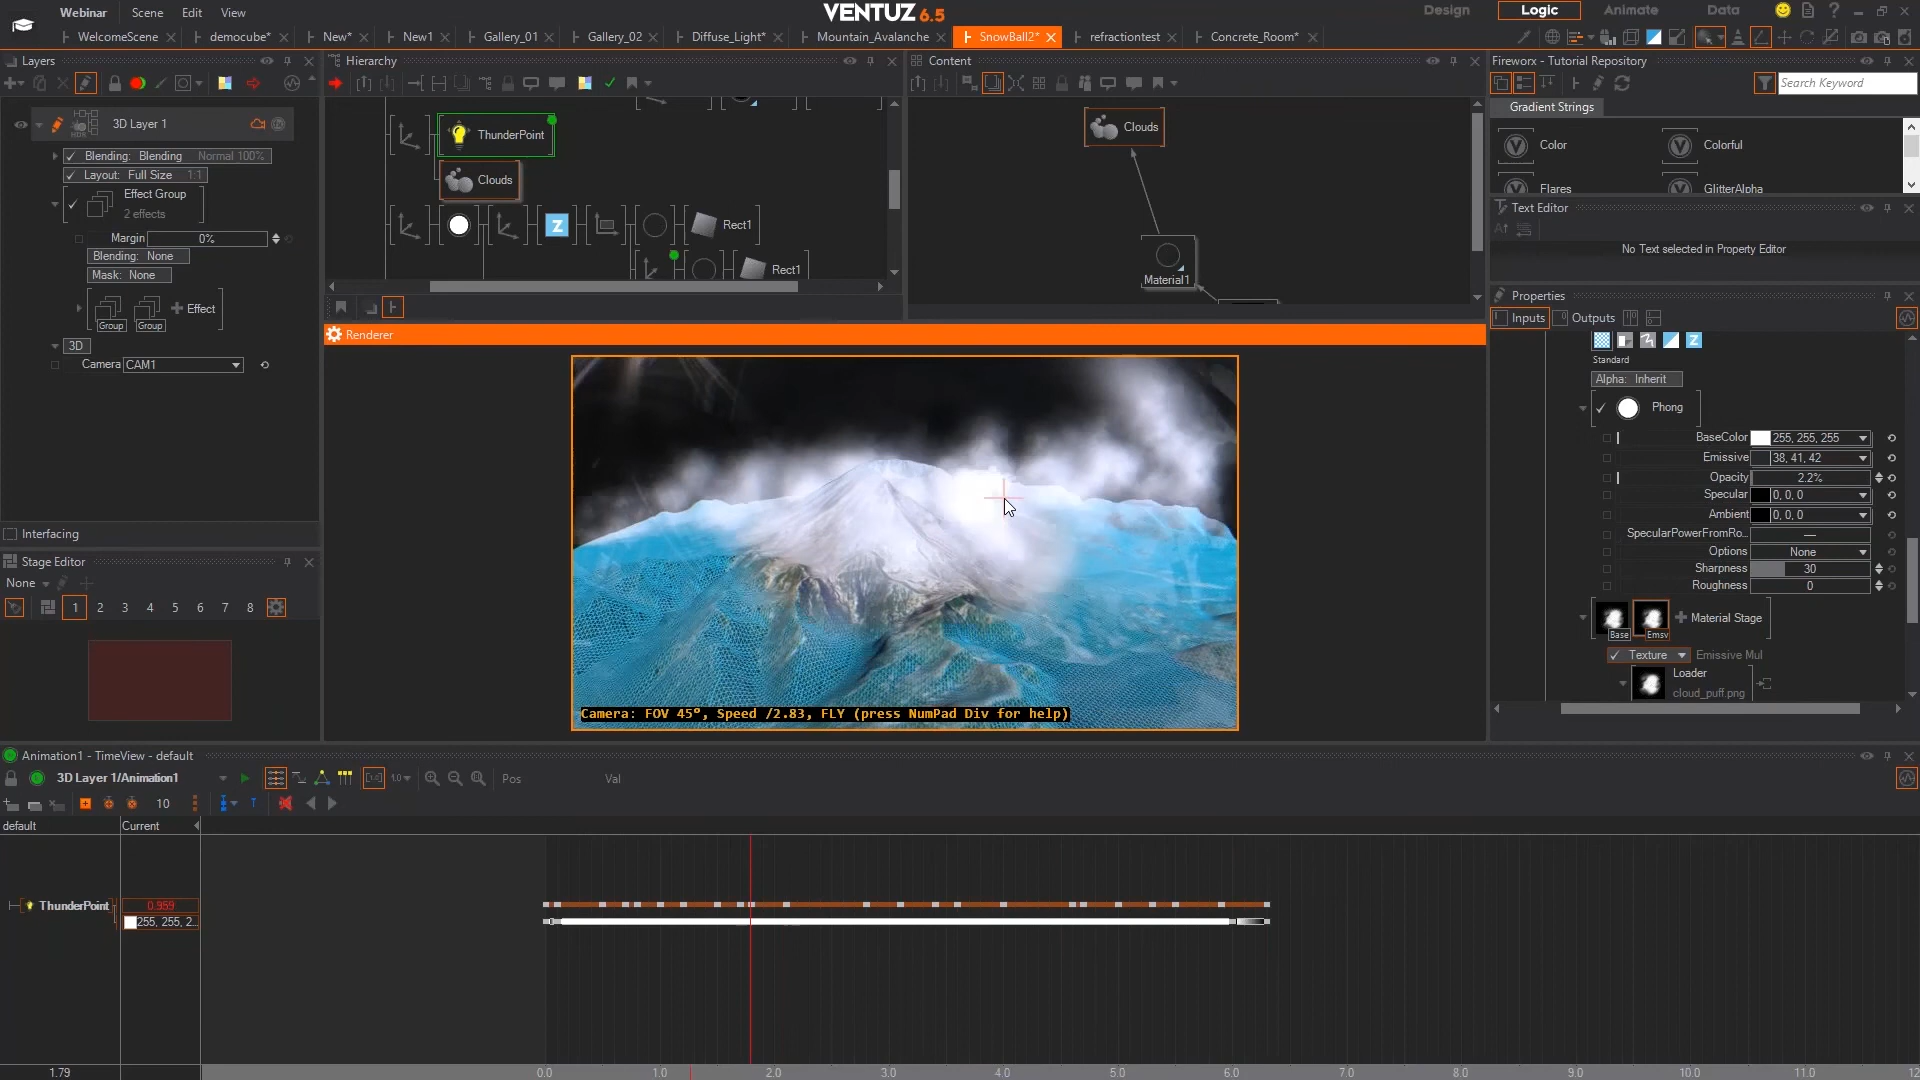 Webinar Scene Edit View
VENTUZ 6.5
Design Logic Animate Data
WelcomeScene democube* New* New1 Gallery_01 Gallery_02 Diffuse_Light* Mountain_Avalanche SnowBall2* refractiontest Concrete_Room*
Layers
3D Layer 1
HDR
Blending: Blending Normal 100%
Layout: Full Size 1:1
Effect Group
2 effects
Margin 0%
Blending: None
Mask: None
Group Group Effect
3D
Camera CAM1
Interfacing
Stage Editor
None
1 2 3 4 5 6 7 8
Hierarchy
ThunderPoint
Clouds
Z Rect1
Rect1
Content
Clouds
Material1
Renderer
Camera: FOV 45°, Speed /2.83, FLY (press NumPad Div for help)
Fireworx - Tutorial Repository
Search Keyword
Gradient Strings
Color Colorful
Flares GlitterAlpha
Text Editor
No Text selected in Property Editor
Properties
Inputs Outputs
Z
Standard
Alpha: Inherit
Phong
BaseColor 255, 255, 255
Emissive 38, 41, 42
Opacity 2.2%
Specular 0, 0, 0
Ambient 0, 0, 0
SpecularPowerFromRo... —
Options None
Sharpness 30
Roughness 0
Base Emsv Material Stage
Texture Emissive Mul
Loader
cloud_puff.png
Animation1 - TimeView - default
3D Layer 1/Animation1 1.0 Pos Val
10
default Current
ThunderPoint 0.959
255, 255, 2...
1.79 0.0 1.0 2.0 3.0 4.0 5.0 6.0 7.0 8.0 9.0 10.0 11.0 12